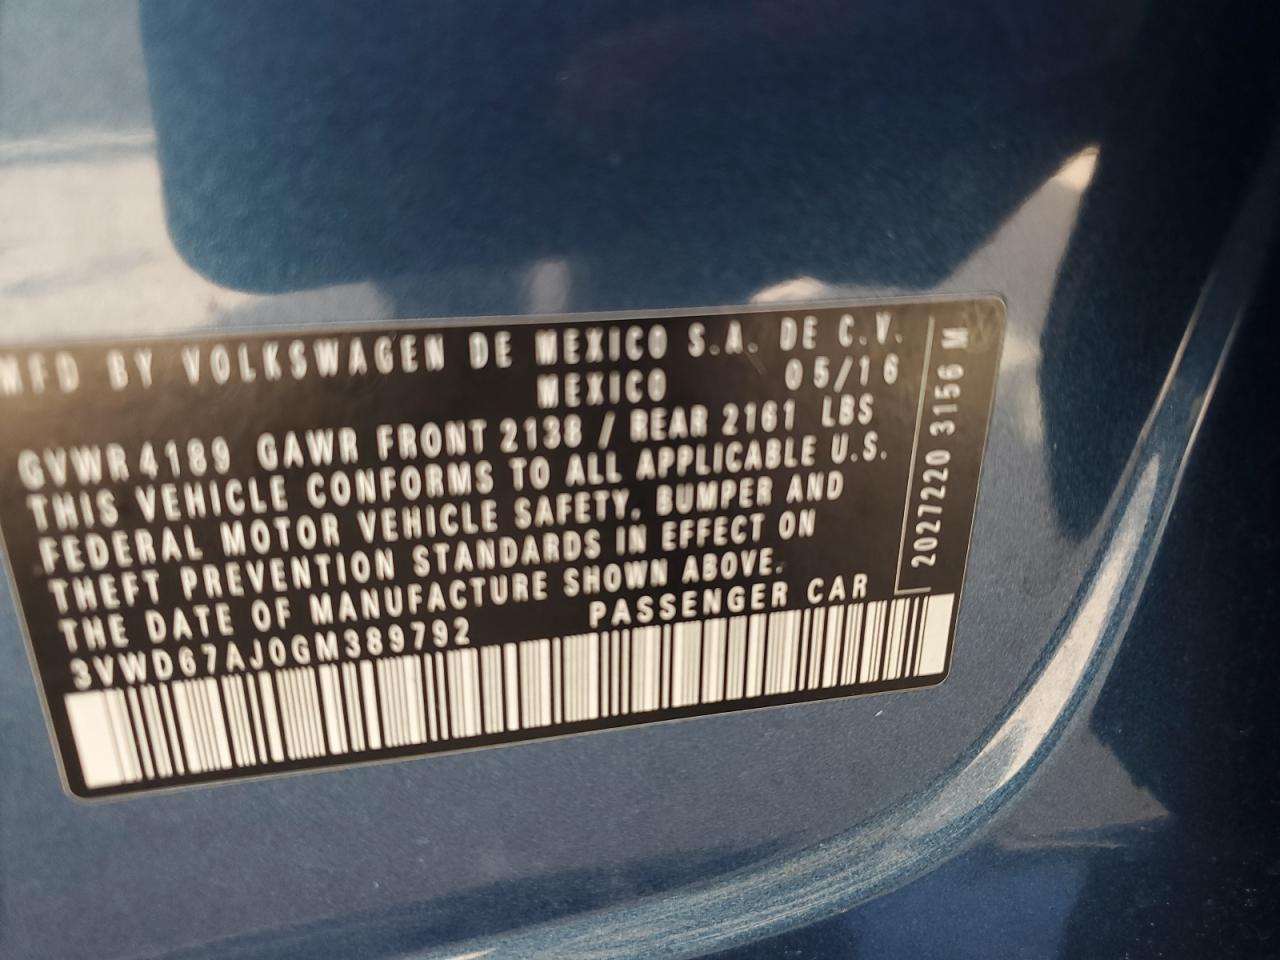 MFD BY VOLKSWAGEN DE MEXICO S.A. DE C.V.
MEXICO 05/16
GVWR 4189 GAWR FRONT 2138 / REAR 2161 LBS
THIS VEHICLE CONFORMS TO ALL APPLICABLE U.S.
FEDERAL MOTOR VEHICLE SAFETY, BUMPER AND
THEFT PREVENTION STANDARDS IN EFFECT ON
THE DATE OF MANUFACTURE SHOWN ABOVE.
3VWD67AJ0GM389792 PASSENGER CAR
2027220 3156 M